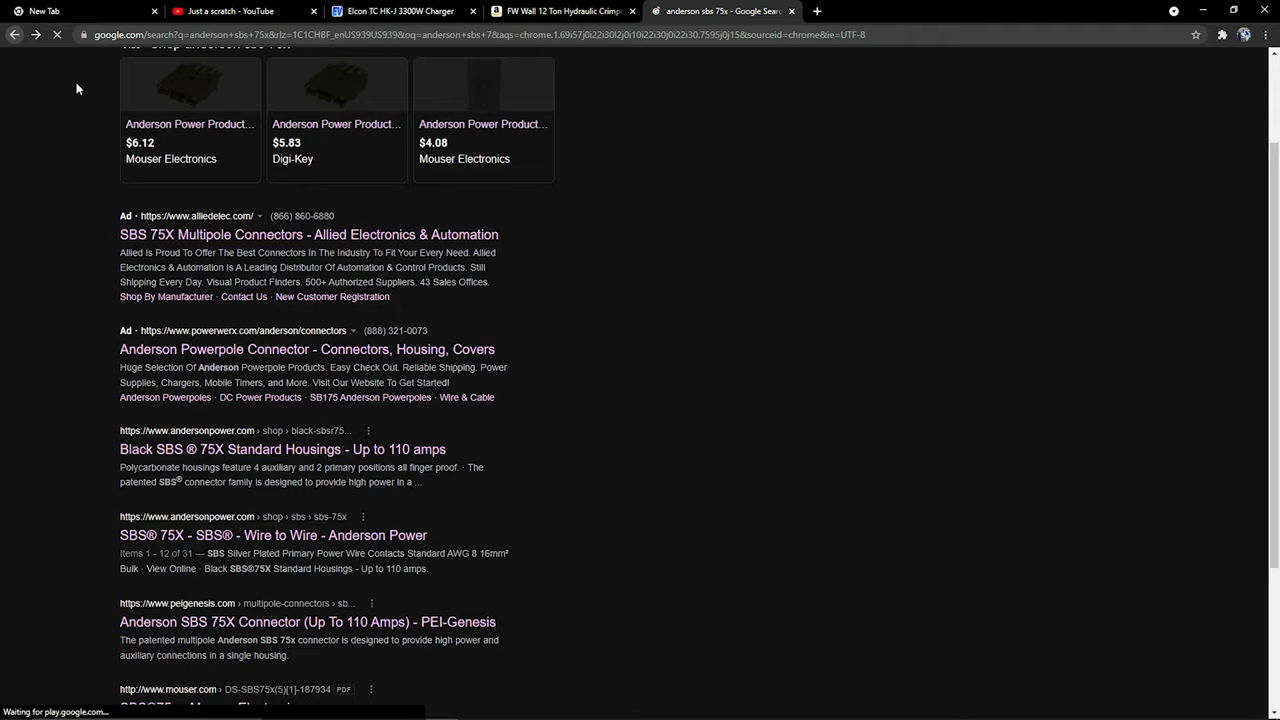 New Tab
Just a scratch - YouTube
Elcon TC HK-J 3300W Charger
FW Wall 12 Ton Hydraulic Crimpe
anderson sbs 75x - Google Sear
google.com/search?q=anderson+sbs+75x&rlz=1C1CHBF_enUS939US939&oq=anderson+sbs+7&aqs=chrome.1.69i57j0i22i30l2j0i10i22i30j0i22i30.7595j0j15&sourceid=chrome&ie=UTF-8
Anderson Power Product...
$6.12
Mouser Electronics
Anderson Power Product...
$5.83
Digi-Key
Anderson Power Product...
$4.08
Mouser Electronics
Ad · https://www.alliedelec.com/ (866) 860-6880
SBS 75X Multipole Connectors - Allied Electronics & Automation
Allied Is Proud To Offer The Best Connectors In The Industry To Fit Your Every Need. Allied
Electronics & Automation Is A Leading Distributor Of Automation & Control Products. Still
Shipping Every Day. Visual Product Finders. 500+ Authorized Suppliers. 43 Sales Offices.
Shop By Manufacturer · Contact Us · New Customer Registration
Ad · https://www.powerwerx.com/anderson/connectors (888) 321-0073
Anderson Powerpole Connector - Connectors, Housing, Covers
Huge Selection Of Anderson Powerpole Products. Easy Check Out. Reliable Shipping. Power
Supplies, Chargers, Mobile Timers, and More. Visit Our Website To Get Started!
Anderson Powerpoles · DC Power Products · SB175 Anderson Powerpoles · Wire & Cable
https://www.andersonpower.com › shop › black-sbsr75...
Black SBS ® 75X Standard Housings - Up to 110 amps
Polycarbonate housings feature 4 auxiliary and 2 primary positions all finger proof. · The
patented SBS® connector family is designed to provide high power in a ...
https://www.andersonpower.com › shop › sbs › sbs-75x
SBS® 75X - SBS® - Wire to Wire - Anderson Power
Items 1 - 12 of 31 — SBS Silver Plated Primary Power Wire Contacts Standard AWG 8 16mm²
Bulk · View Online · Black SBS®75X Standard Housings - Up to 110 amps.
https://www.peigenesis.com › multipole-connectors › sb...
Anderson SBS 75X Connector (Up To 110 Amps) - PEI-Genesis
The patented multipole Anderson SBS 75x connector is designed to provide high power and
auxiliary connections in a single housing.
http://www.mouser.com › DS-SBS75x(5)[1]-187934 PDF
Waiting for play.google.com...